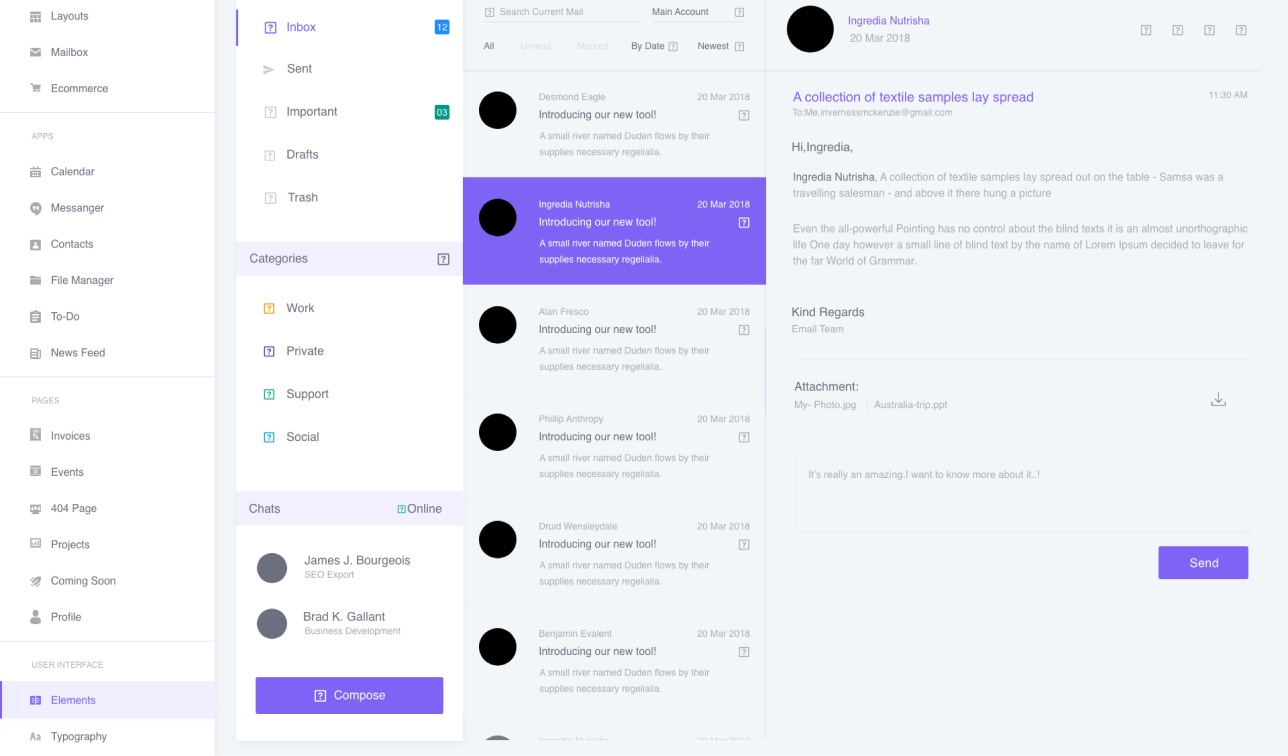 Layouts
Mailbox
Ecommerce
APPS
Calendar
Messanger
Contacts
File Manager
To-Do
News Feed
PAGES
Invoices
Events
404 Page
Projects
Coming Soon
Profile
USER INTERFACE
Elements
Aa Typography
Inbox 12
Sent
Important 03
Drafts
Trash
Categories
Work
Private
Support
Social
Chats Online
James J. Bourgeois
SEO Export
Brad K. Gallant
Business Development
Compose
Search Current Mail Main Account
All Unread Marked By Date Newest
Desmond Eagle 20 Mar 2018
Introducing our new tool!
A small river named Duden flows by their
supplies necessary regelialia.
Ingredia Nutrisha 20 Mar 2018
Introducing our new tool!
A small river named Duden flows by their
supplies necessary regelialia.
Alan Fresco 20 Mar 2018
Introducing our new tool!
A small river named Duden flows by their
supplies necessary regelialia.
Phillip Anthropy 20 Mar 2018
Introducing our new tool!
A small river named Duden flows by their
supplies necessary regelialia.
Druid Wensleydale 20 Mar 2018
Introducing our new tool!
A small river named Duden flows by their
supplies necessary regelialia.
Benjamin Evalent 20 Mar 2018
Introducing our new tool!
A small river named Duden flows by their
supplies necessary regelialia.
Ingredia Nutrisha 20 Mar 2018
Ingredia Nutrisha
20 Mar 2018
A collection of textile samples lay spread 11:30 AM
To:Me,invernessmckenzie@gmail.com
Hi,Ingredia,
Ingredia Nutrisha, A collection of textile samples lay spread out on the table - Samsa was a
travelling salesman - and above it there hung a picture
Even the all-powerful Pointing has no control about the blind texts it is an almost unorthographic
life One day however a small line of blind text by the name of Lorem Ipsum decided to leave for
the far World of Grammar.
Kind Regards
Email Team
Attachment:
My- Photo.jpg Australia-trip.ppt
It's really an amazing.I want to know more about it..!
Send